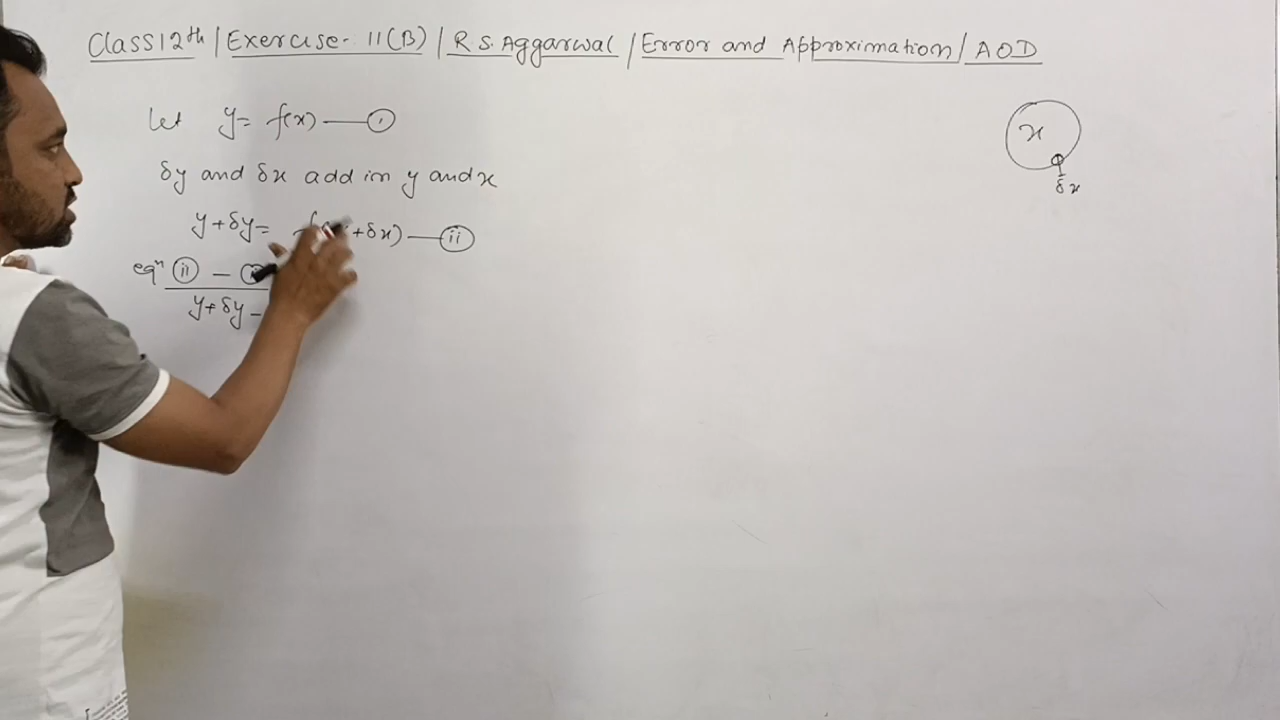 Class 12th / Exercise- 11(B) / R.S. Aggarwal / Error and Approximation / AOD
Let y = f(x) — (i)
δy and δx add in y and x
y + δy = f( + δx) — (ii)
eqⁿ (ii) —
y + δy –
x
δx